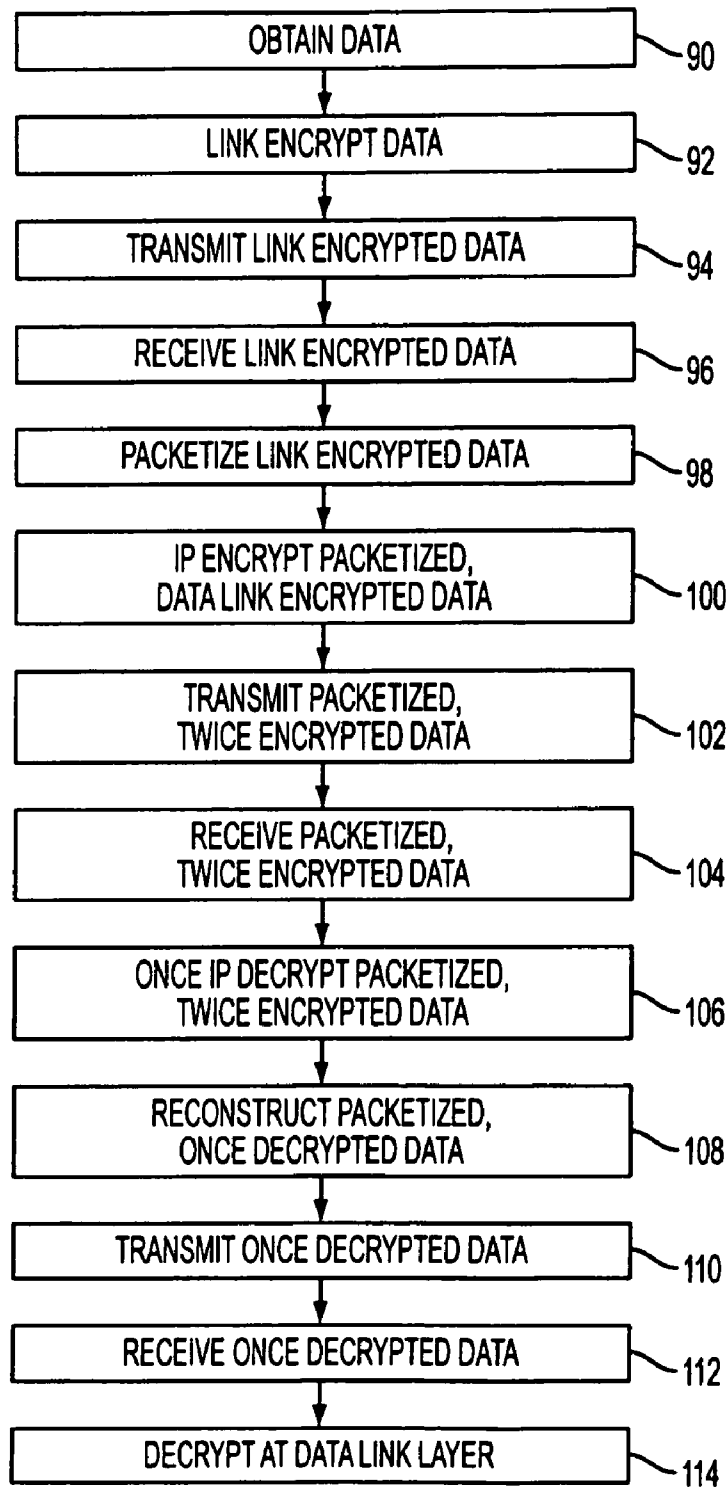 OBTAIN DATA
90
LINK ENCRYPT DATA
92
TRANSMIT LINK ENCRYPTED DATA
94
RECEIVE LINK ENCRYPTED DATA
96
PACKETIZE LINK ENCRYPTED DATA
98
IP ENCRYPT PACKETIZED,
DATA LINK ENCRYPTED DATA
100
TRANSMIT PACKETIZED,
TWICE ENCRYPTED DATA
102
RECEIVE PACKETIZED,
TWICE ENCRYPTED DATA
104
ONCE IP DECRYPT PACKETIZED,
TWICE ENCRYPTED DATA
106
RECONSTRUCT PACKETIZED,
ONCE DECRYPTED DATA
108
TRANSMIT ONCE DECRYPTED DATA
110
RECEIVE ONCE DECRYPTED DATA
112
DECRYPT AT DATA LINK LAYER
114